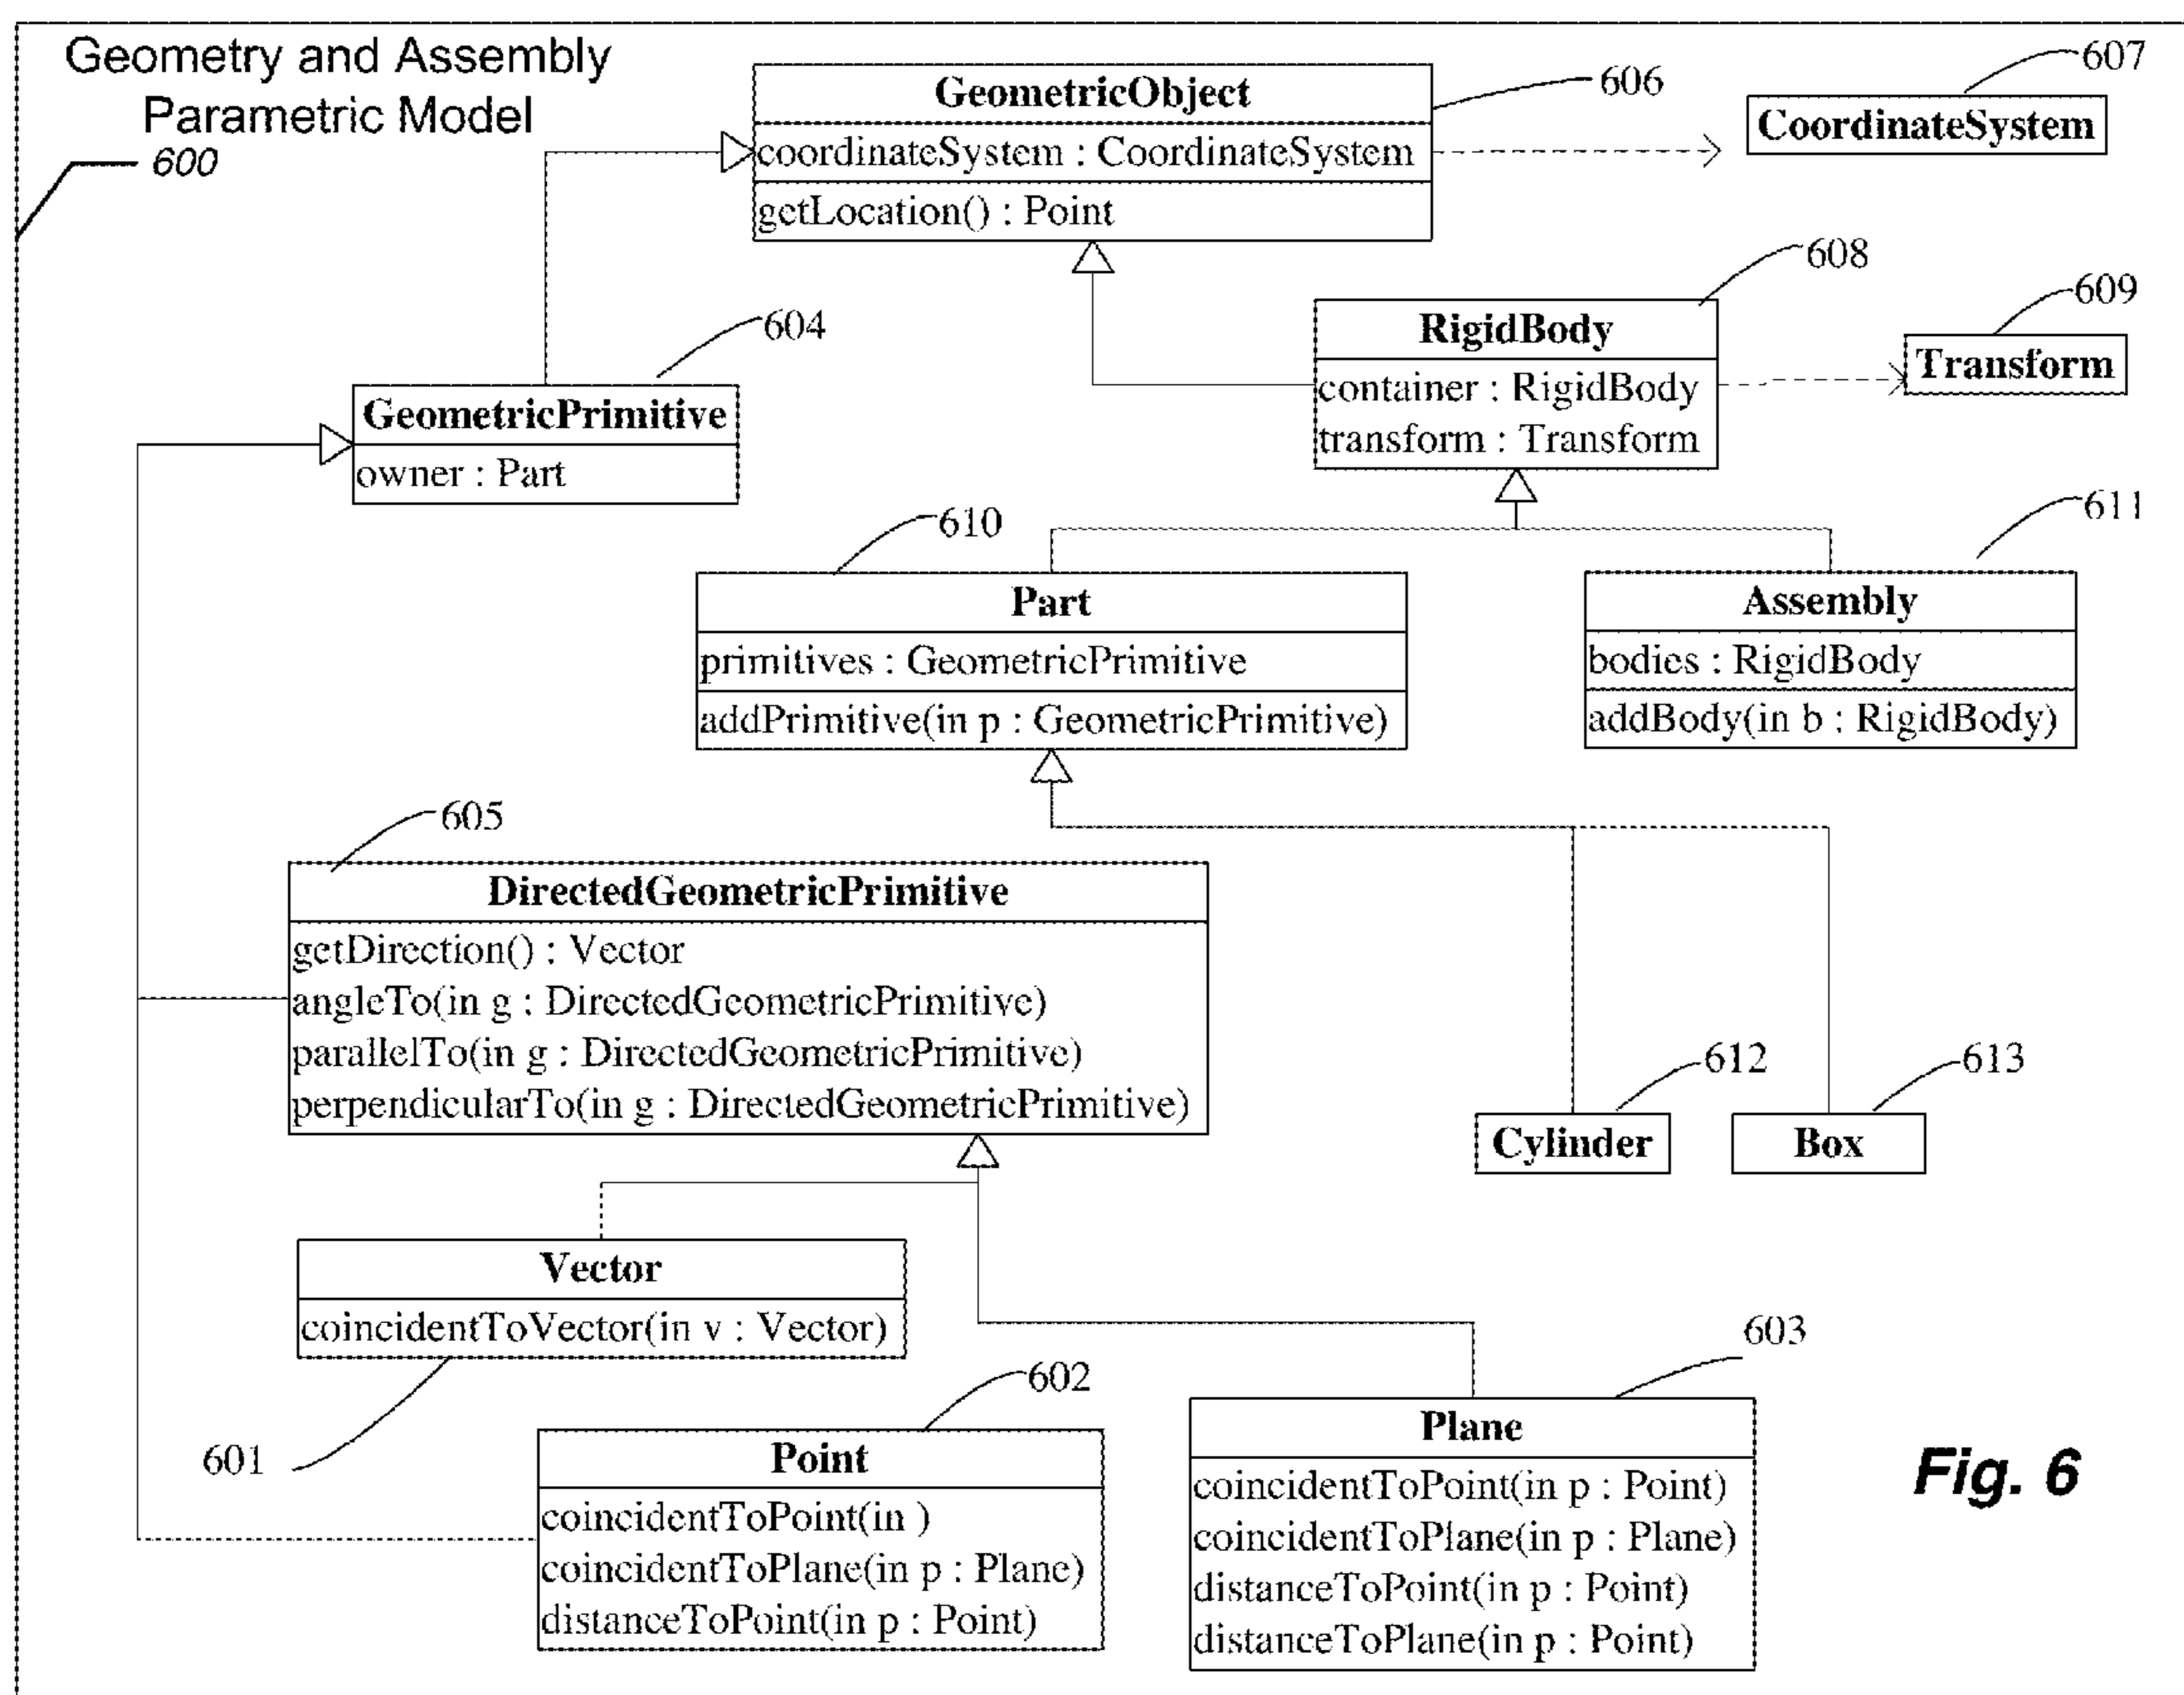 Geometry and Assembly
Parametric Model
600
GeometricObject
coordinateSystem : CoordinateSystem
getLocation() : Point
606
607
CoordinateSystem
608
RigidBody
container : RigidBody
transform : Transform
609
Transform
604
GeometricPrimitive
owner : Part
610
Part
primitives : GeometricPrimitive
addPrimitive(in p : GeometricPrimitive)
611
Assembly
bodies : RigidBody
addBody(in b : RigidBody)
605
DirectedGeometricPrimitive
getDirection() : Vector
angleTo(in g : DirectedGeometricPrimitive)
parallelTo(in g : DirectedGeometricPrimitive)
perpendicularTo(in g : DirectedGeometricPrimitive)
612
Cylinder
613
Box
Vector
coincidentToVector(in v : Vector)
601
602
Point
coincidentToPoint(in )
coincidentToPlane(in p : Plane)
distanceToPoint(in p : Point)
603
Plane
coincidentToPoint(in p : Point)
coincidentToPlane(in p : Plane)
distanceToPoint(in p : Point)
distanceToPlane(in p : Point)
Fig. 6